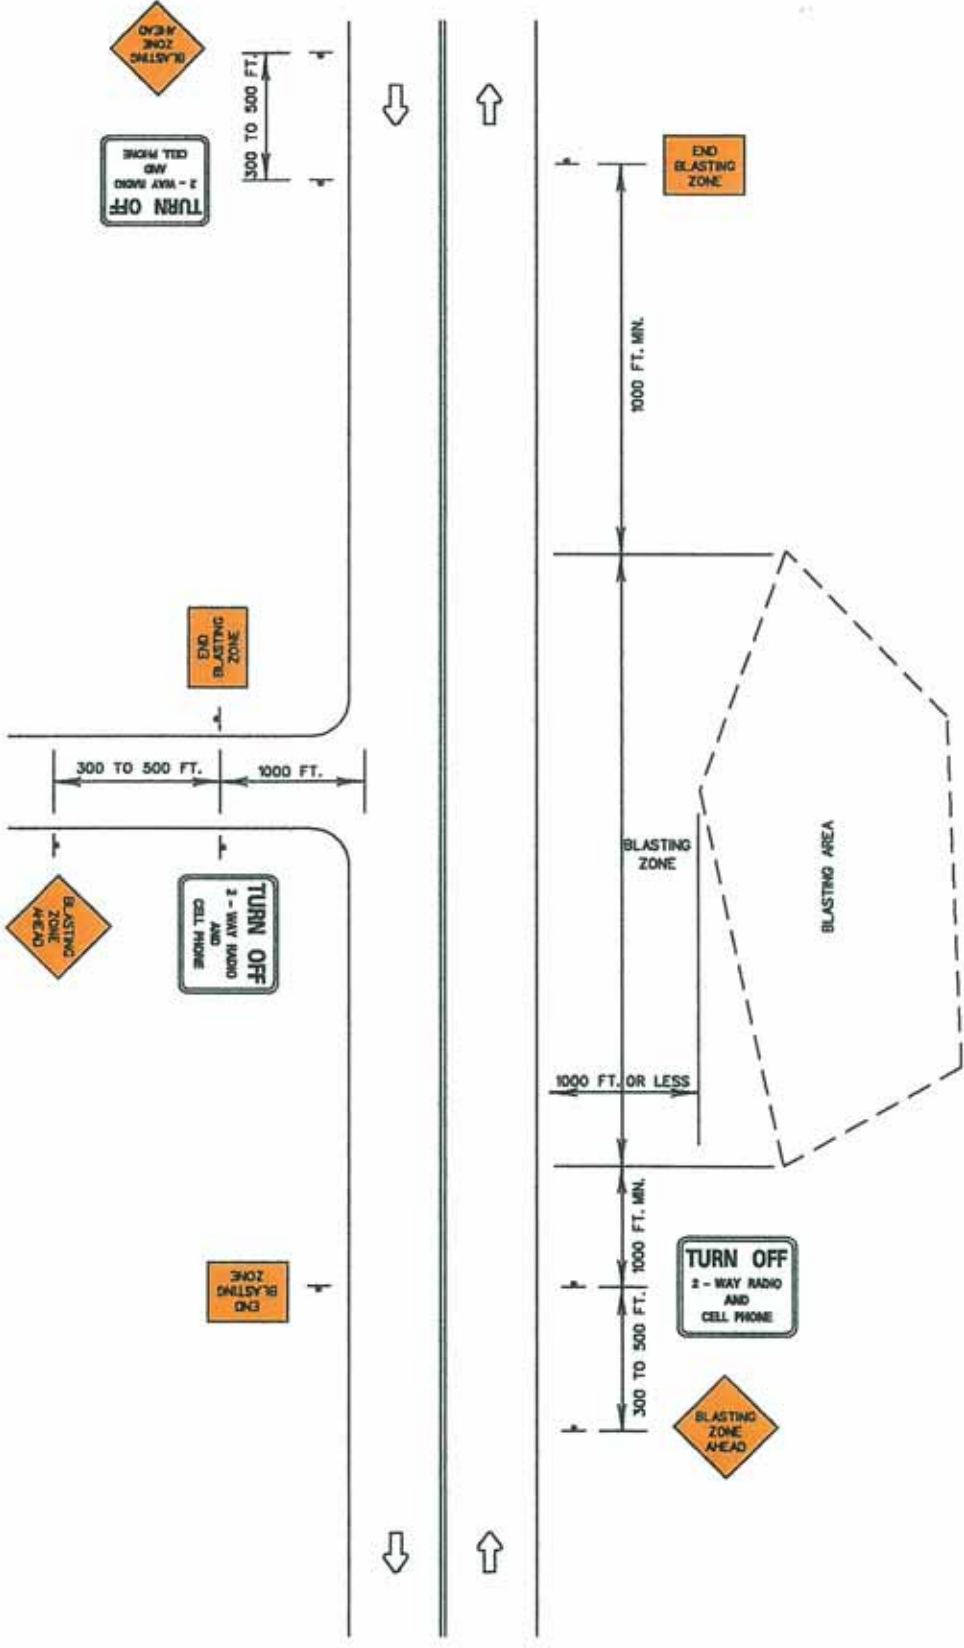 BLASTING
ZONE
AHEAD
300 TO 500 FT.
TURN OFF
2 - WAY RADIO
AND
CELL PHONE
END
BLASTING
ZONE
1000 FT. MIN.
END
BLASTING
ZONE
300 TO 500 FT.
1000 FT.
BLASTING
ZONE
AHEAD
TURN OFF
2 - WAY RADIO
AND
CELL PHONE
BLASTING
ZONE
BLASTING AREA
1000 FT. OR LESS
1000 FT. MIN.
END
BLASTING
ZONE
TURN OFF
2 - WAY RADIO
AND
CELL PHONE
300 TO 500 FT.
BLASTING
ZONE
AHEAD